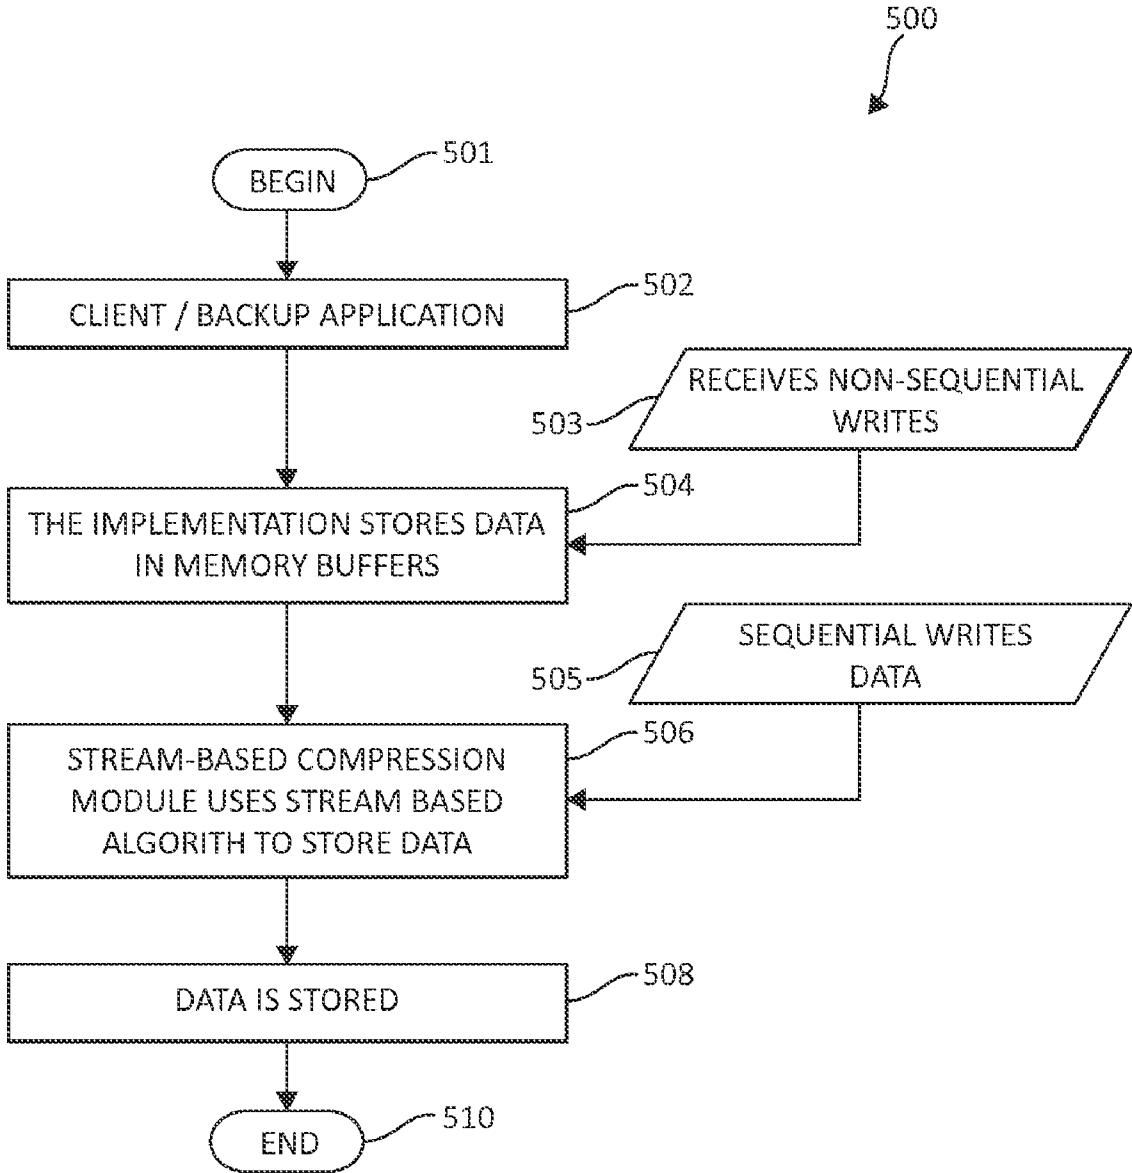 500
BEGIN
501
CLIENT / BACKUP APPLICATION
502
RECEIVES NON-SEQUENTIAL
WRITES
503
THE IMPLEMENTATION STORES DATA
IN MEMORY BUFFERS
504
SEQUENTIAL WRITES
DATA
505
STREAM-BASED COMPRESSION
MODULE USES STREAM BASED
ALGORITH TO STORE DATA
506
DATA IS STORED
508
END
510